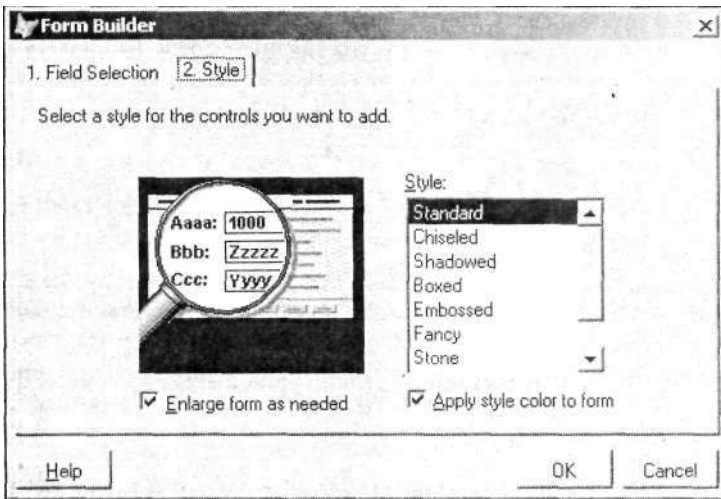 Form Builder
1. Field Selection 2. Style
Select a style for the controls you want to add.
Style:
Aaaa: 1000
Bbb: Zzzzz
Ccc: Yyyy
Standard
Chiseled
Shadowed
Boxed
Embossed
Fancy
Stone
Enlarge form as needed
Apply style color to form
Help
OK
Cancel